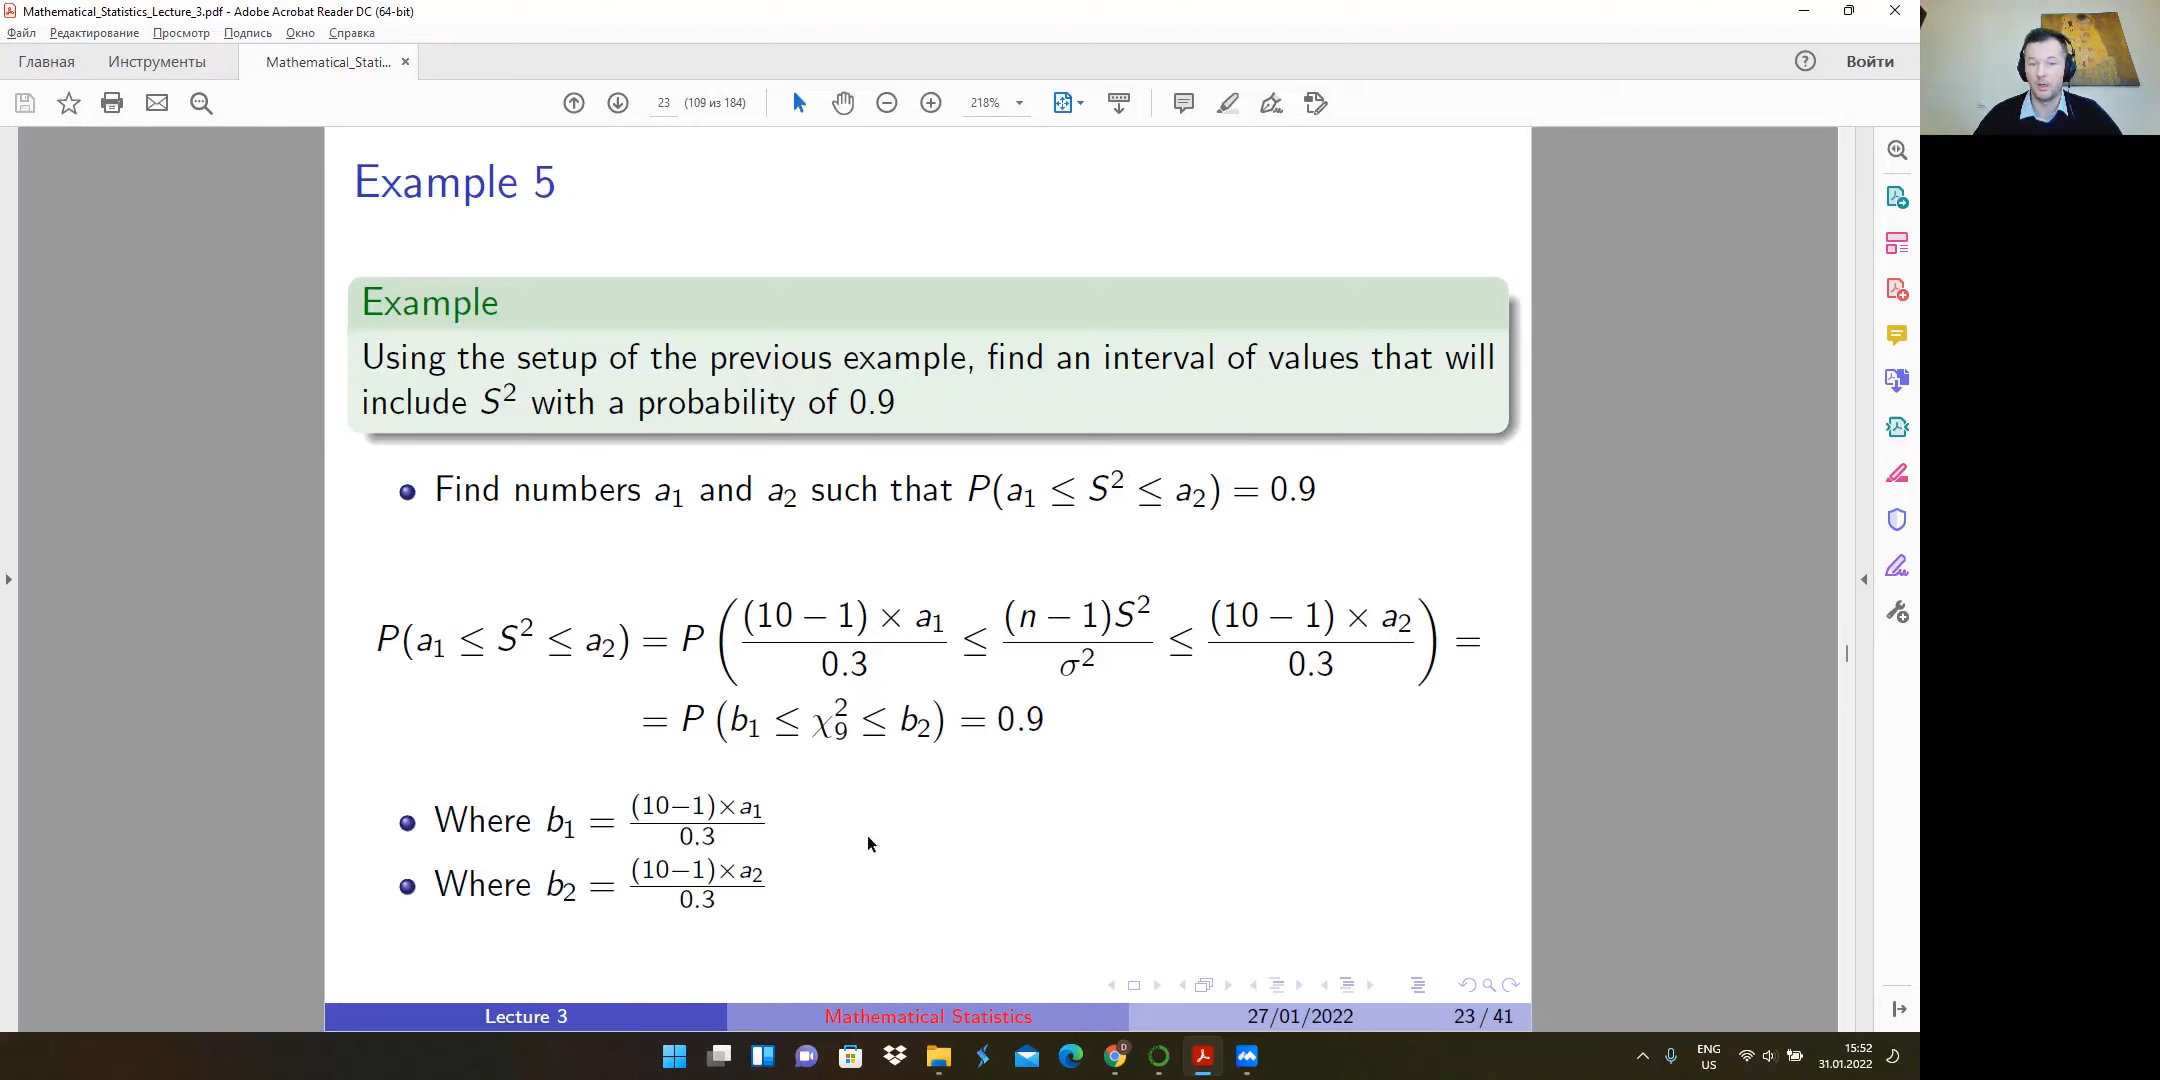 Mathematical_Statistics_Lecture_3.pdf - Adobe Acrobat Reader DC (64-bit)
Файл Редактирование Просмотр Подпись Окно Справка
Главная Инструменты Mathematical_Stati... × Войти
23 (109 из 184) 218%
Example 5
Example
Using the setup of the previous example, find an interval of values that will
include S² with a probability of 0.9
Find numbers a₁ and a₂ such that P(a₁ ≤ S² ≤ a₂) = 0.9
P(a₁ ≤ S² ≤ a₂) = P ( (10 − 1) × a₁ / 0.3 ≤ (n − 1)S² / σ² ≤ (10 − 1) × a₂ / 0.3 ) =
= P (b₁ ≤ χ²₉ ≤ b₂) = 0.9
Where b₁ = (10−1)×a₁ / 0.3
Where b₂ = (10−1)×a₂ / 0.3
Lecture 3 Mathematical Statistics 27/01/2022 23 / 41
ENG
US
15:52
31.01.2022